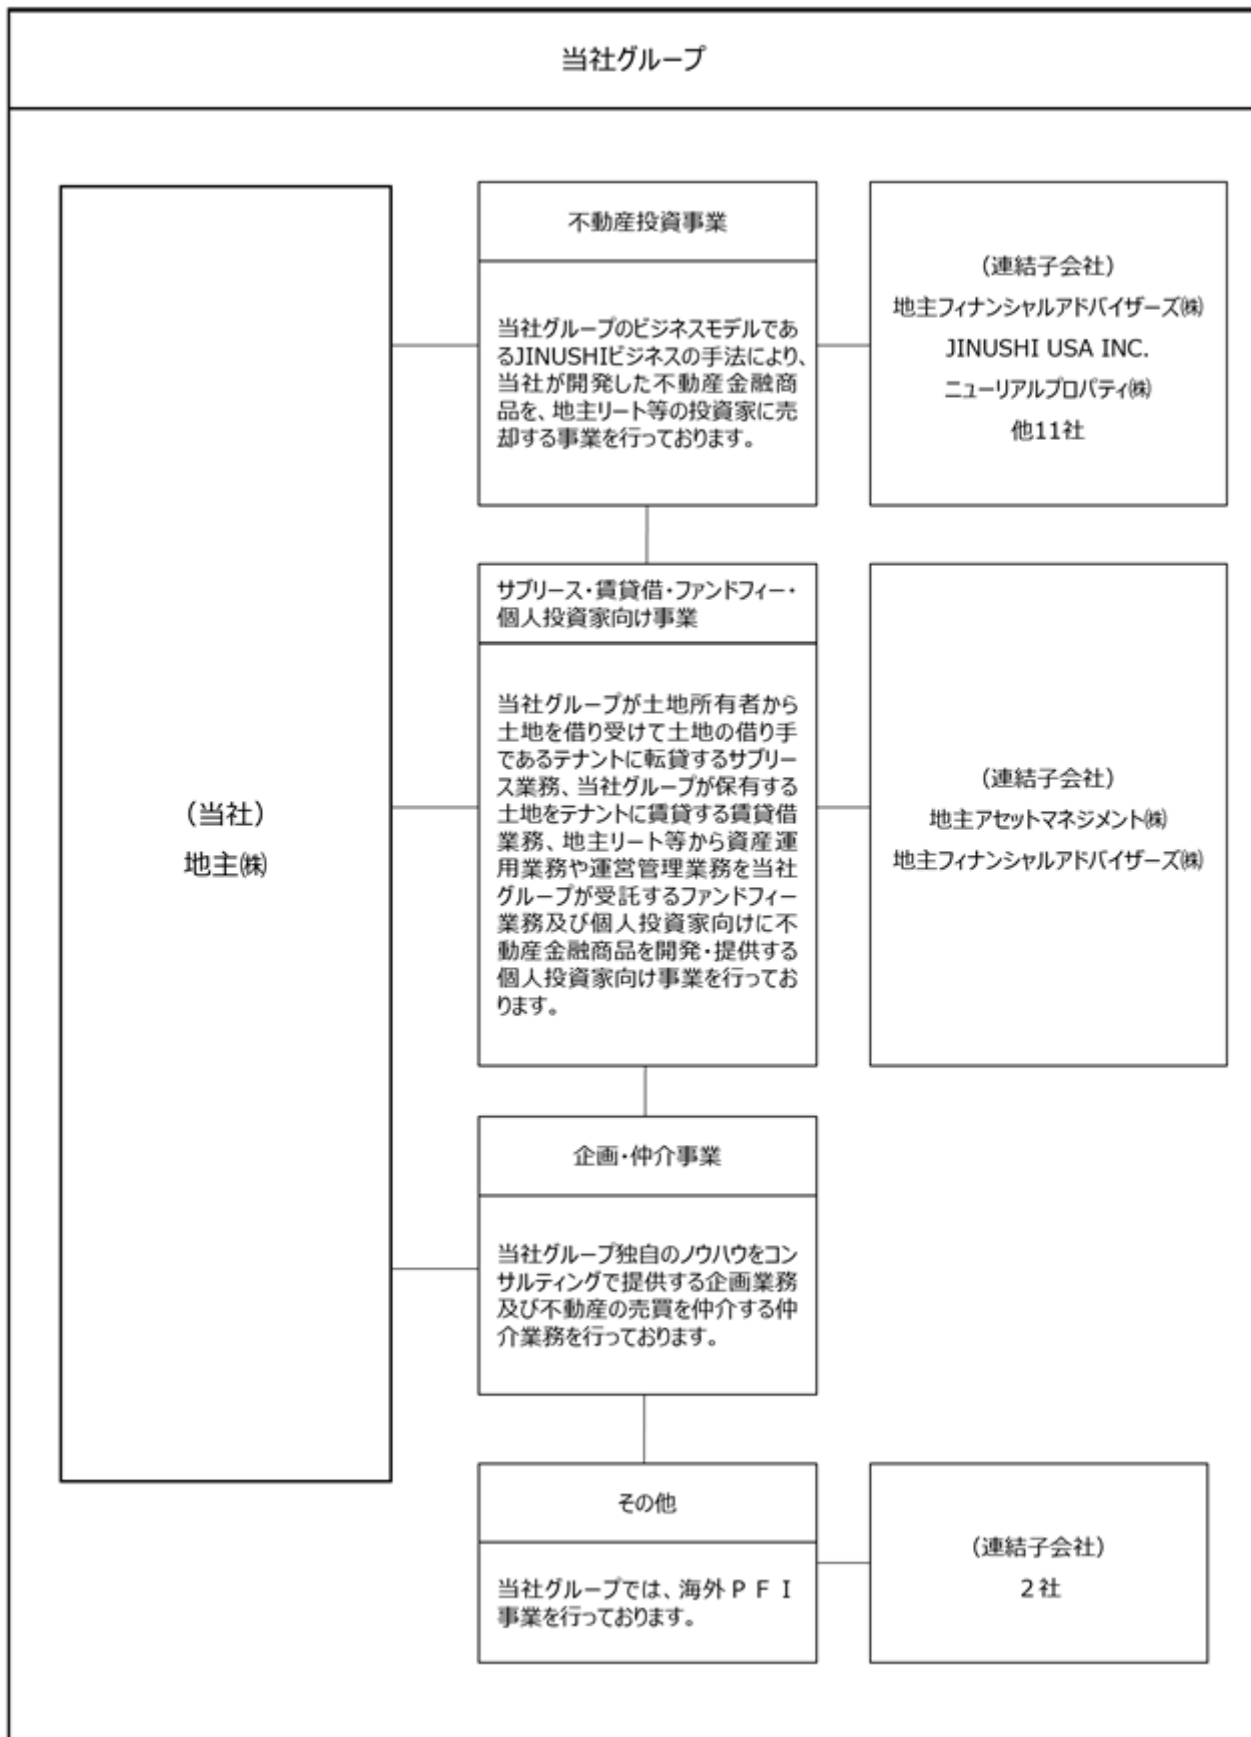 当社グループ
(当社)
地主㈱
不動産投資事業
当社グループのビジネスモデルであ
るJINUSHIビジネスの手法により、
当社が開発した不動産金融商
品を、地主リート等の投資家に売
却する事業を行っております。
(連結子会社)
地主フィナンシャルアドバイザーズ㈱
JINUSHI USA INC.
ニューリアルプロパティ㈱
他11社
サブリース・賃貸借・ファンドフィー・
個人投資家向け事業
当社グループが土地所有者から
土地を借り受けて土地の借り手
であるテナントに転貸するサブリー
ス業務、当社グループが保有する
土地をテナントに賃貸する賃貸借
業務、地主リート等から資産運
用業務や運営管理業務を当社
グループが受託するファンドフィー
業務及び個人投資家向けに不
動産金融商品を開発・提供する
個人投資家向け事業を行ってお
ります。
(連結子会社)
地主アセットマネジメント㈱
地主フィナンシャルアドバイザーズ㈱
企画・仲介事業
当社グループ独自のノウハウをコン
サルティングで提供する企画業務
及び不動産の売買を仲介する仲
介業務を行っております。
その他
当社グループでは、海外ＰＦＩ
事業を行っております。
(連結子会社)
２社